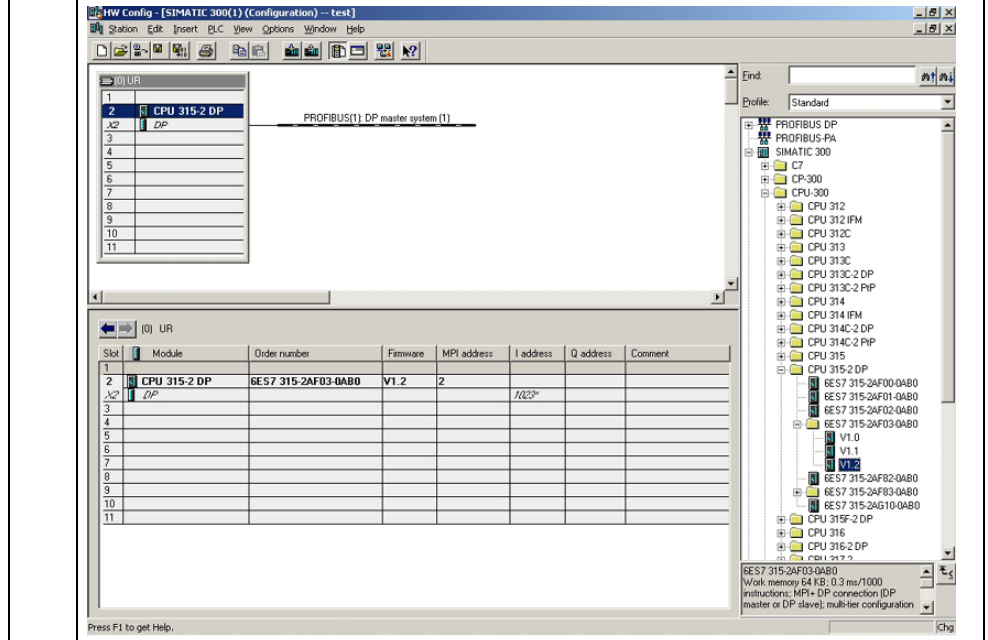 HW Config - [SIMATIC 300(1) (Configuration) -- test]
Station Edit Insert PLC View Options Window Help
(0) UR
1
2 CPU 315-2 DP
X2 DP
3
4
5
6
7
8
9
10
11
PROFIBUS(1): DP master system (1)
Find:
Profile: Standard
PROFIBUS DP
PROFIBUS-PA
SIMATIC 300
C7
CP-300
CPU-300
CPU 312
CPU 312 IFM
CPU 312C
CPU 313
CPU 313C
CPU 313C-2 DP
CPU 313C-2 PtP
CPU 314
CPU 314 IFM
CPU 314C-2 DP
CPU 314C-2 PtP
CPU 315
CPU 315-2 DP
6ES7 315-2AF00-0AB0
6ES7 315-2AF01-0AB0
6ES7 315-2AF02-0AB0
6ES7 315-2AF03-0AB0
V1.0
V1.1
V1.2
6ES7 315-2AF82-0AB0
6ES7 315-2AF83-0AB0
6ES7 315-2AG10-0AB0
CPU 315F-2 DP
CPU 316
CPU 316-2 DP
CPU 317-2
(0) UR
Slot Module Order number Firmware MPI address I address Q address Comment
1
2 CPU 315-2 DP 6ES7 315-2AF03-0AB0 V1.2 2
X2 DP 1023*
3
4
5
6
7
8
9
10
11
6ES7 315-2AF03-0AB0
Work memory 64 KB; 0.3 ms/1000
instructions; MPI+ DP connection (DP
master or DP slave); multi-tier configuration
Press F1 to get Help.
Chg